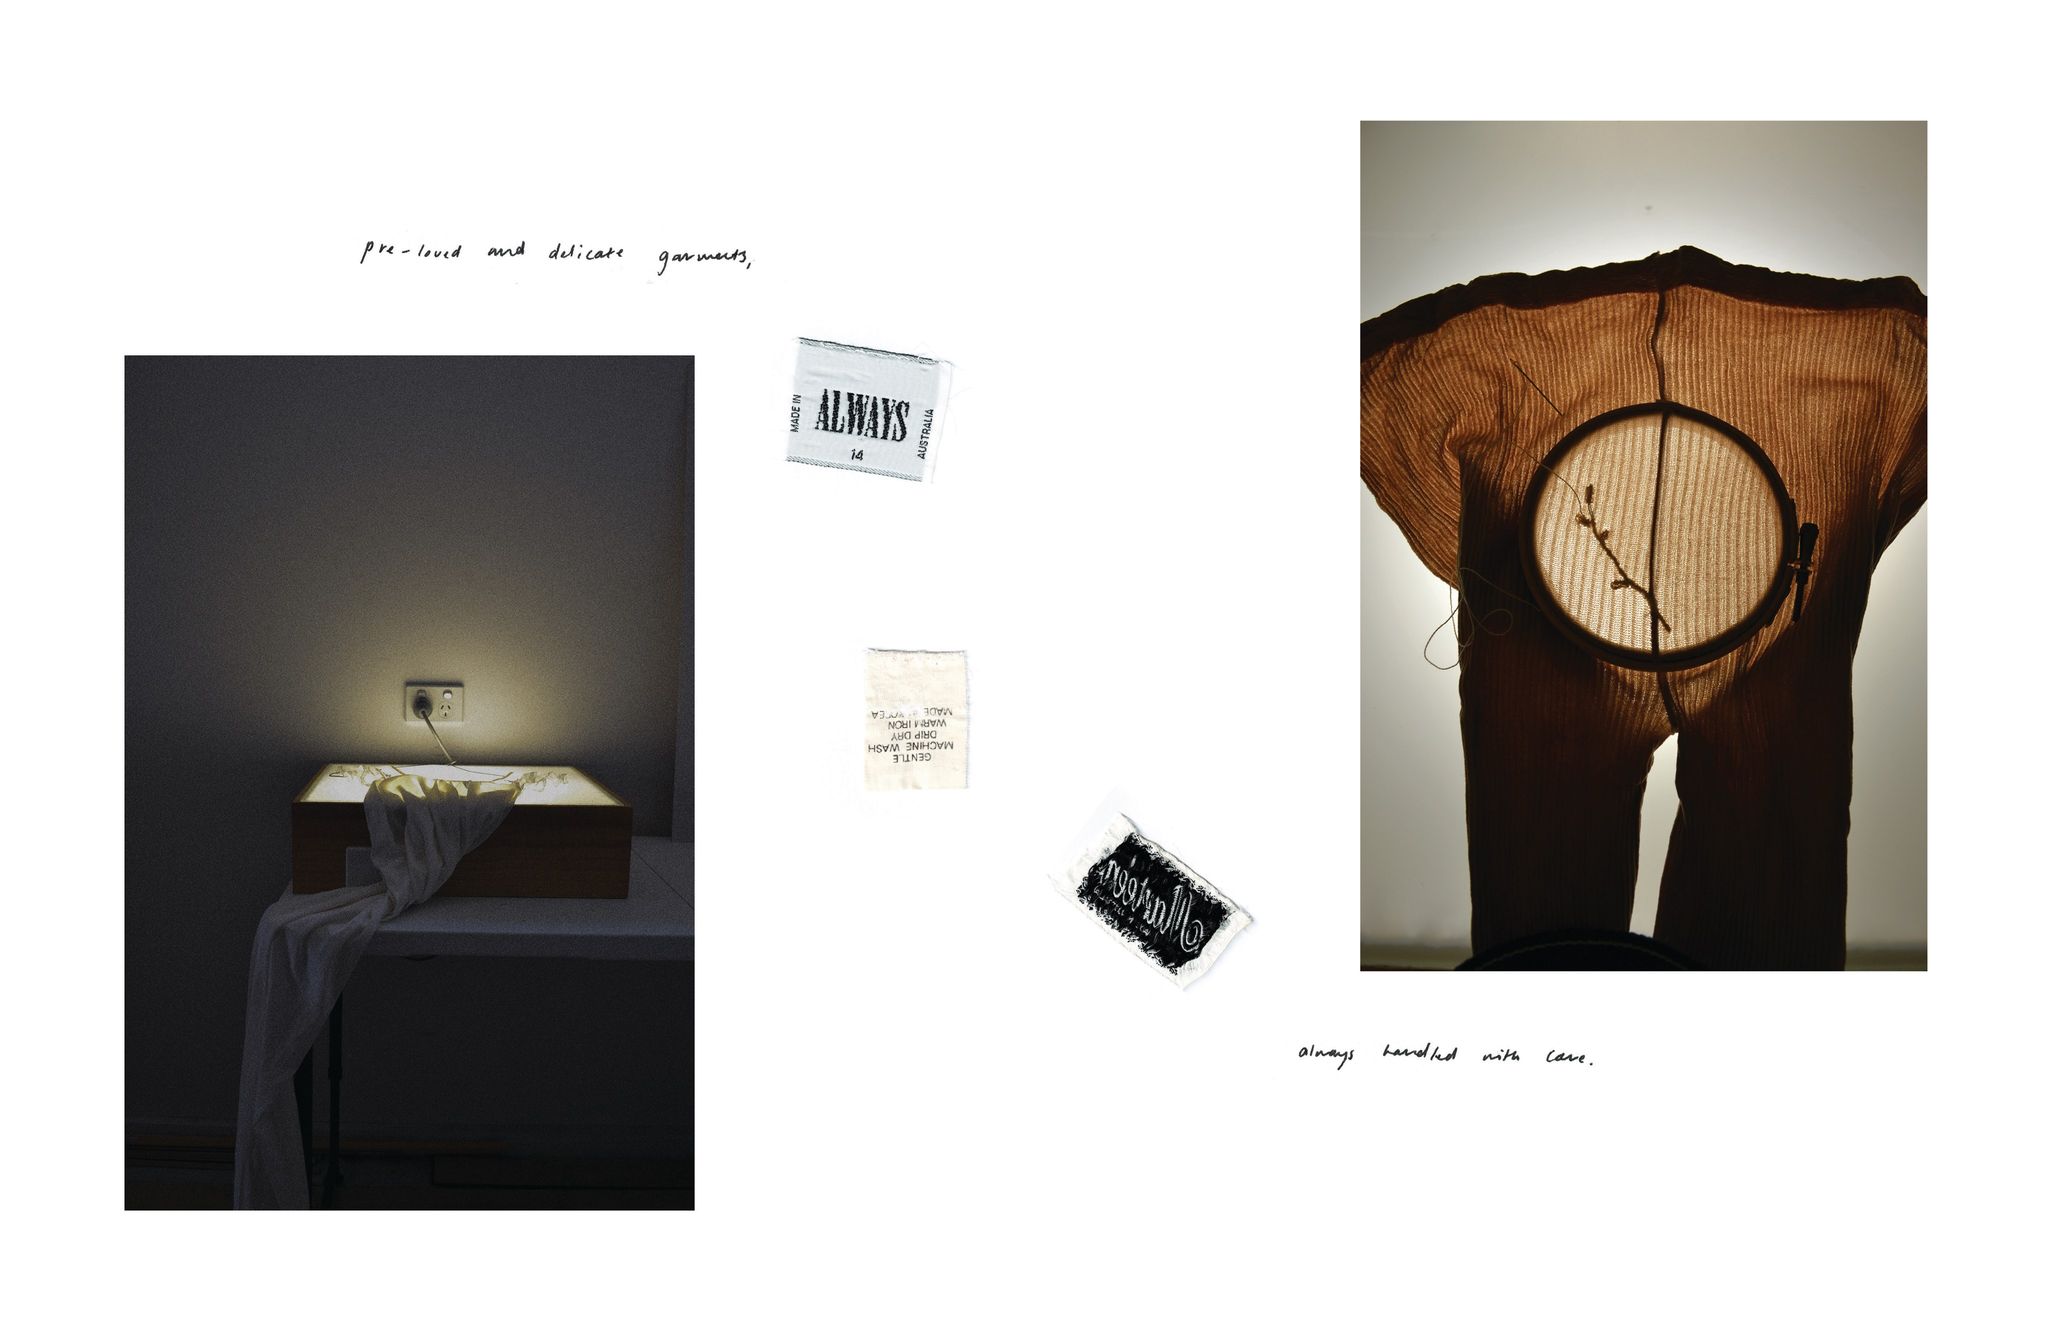 pre-loved and delicate garments,
MADE IN
ALWAYS
14
AUSTRALIA
GENTLE
MACHINE WASH
DRIP DRY
WARM IRON
MADE IN KOREA
always handled with care.